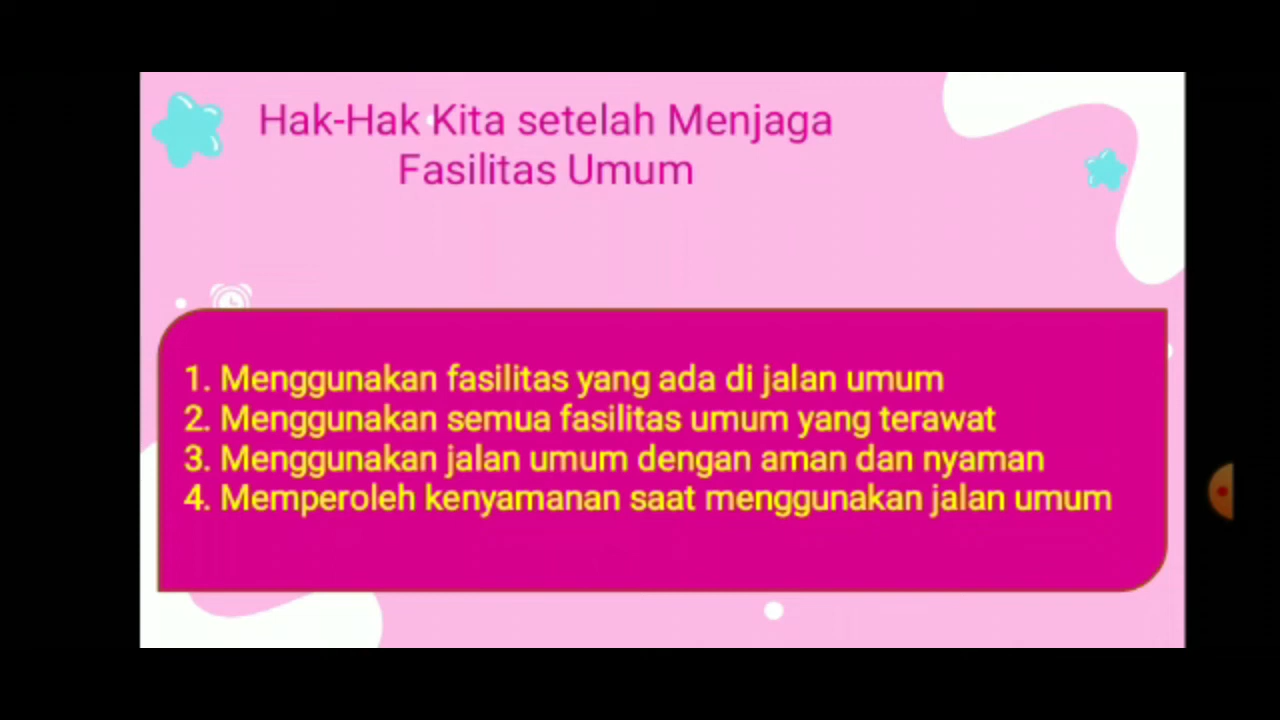 Hak-Hak Kita setelah Menjaga
Fasilitas Umum
1. Menggunakan fasilitas yang ada di jalan umum
2. Menggunakan semua fasilitas umum yang terawat
3. Menggunakan jalan umum dengan aman dan nyaman
4. Memperoleh kenyamanan saat menggunakan jalan umum